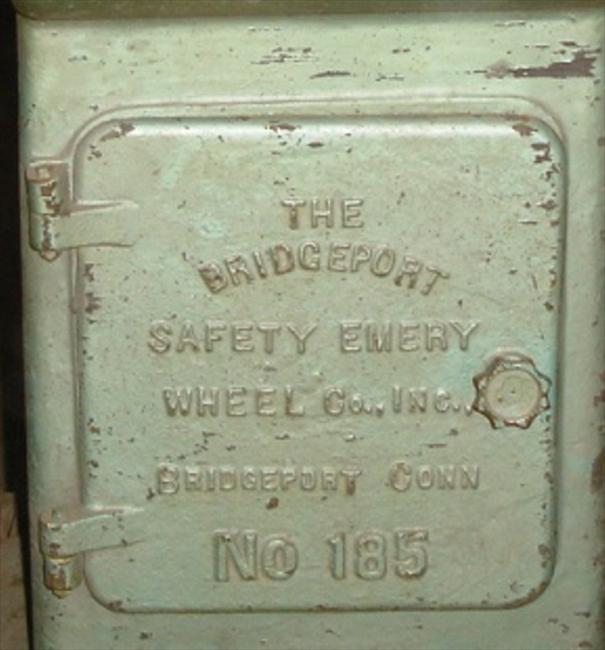 THE
BRIDGEPORT
SAFETY EMERY
WHEEL Co., INC.,
BRIDGEPORT CONN
No 185